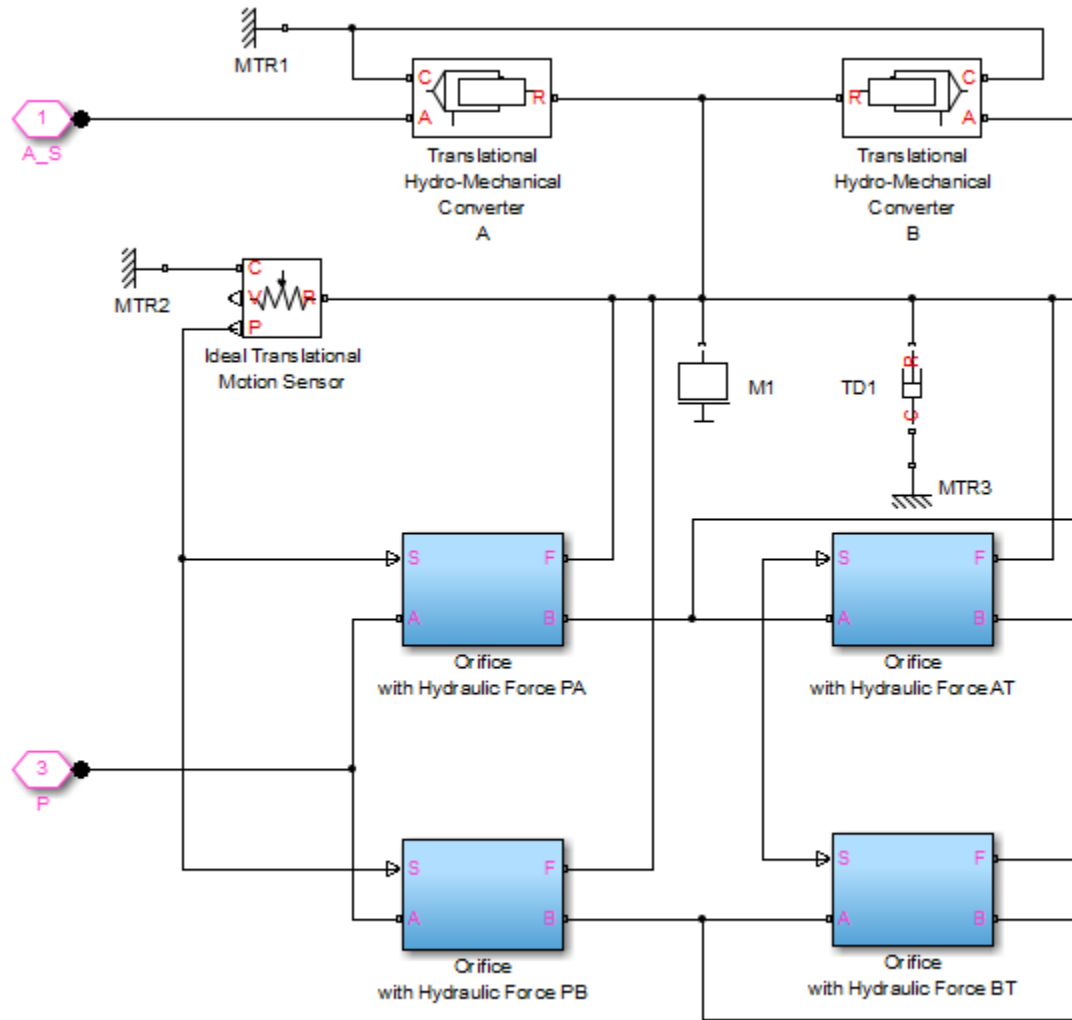 MTR1
C
A
R
Translational
Hydro-Mechanical
Converter
A
R
C
A
Translational
Hydro-Mechanical
Converter
B
1
A_S
MTR2
C
V
P
R
Ideal Translational
Motion Sensor
M1
TD1
R
C
MTR3
S
A
F
B
Orifice
with Hydraulic Force PA
S
A
F
B
Orifice
with Hydraulic Force AT
3
P
S
A
F
B
Orifice
with Hydraulic Force PB
S
A
F
B
Orifice
with Hydraulic Force BT